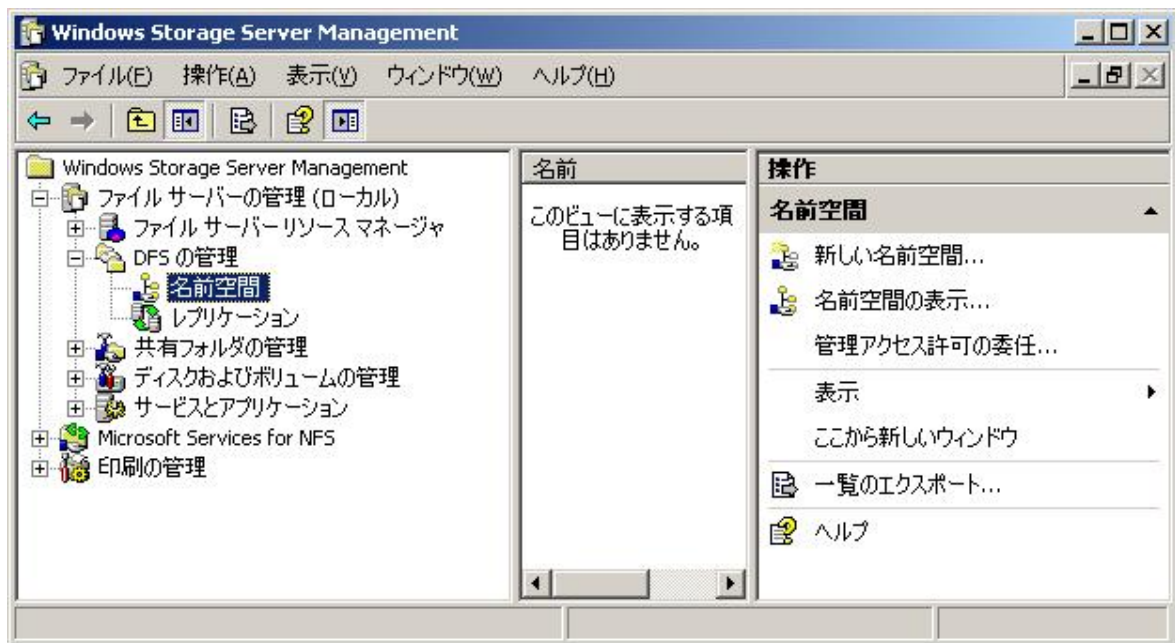 Windows Storage Server Management
ファイル(F) 操作(A) 表示(V) ウィンドウ(W) ヘルプ(H)
Windows Storage Server Management
ファイル サーバーの管理 (ローカル)
ファイル サーバー リソース マネージャ
DFS の管理
名前空間
レプリケーション
共有フォルダの管理
ディスクおよびボリュームの管理
サービスとアプリケーション
Microsoft Services for NFS
印刷の管理
名前
このビューに表示する項
目はありません。
操作
名前空間
新しい名前空間...
名前空間の表示...
管理アクセス許可の委任...
表示
ここから新しいウィンドウ
一覧のエクスポート...
ヘルプ